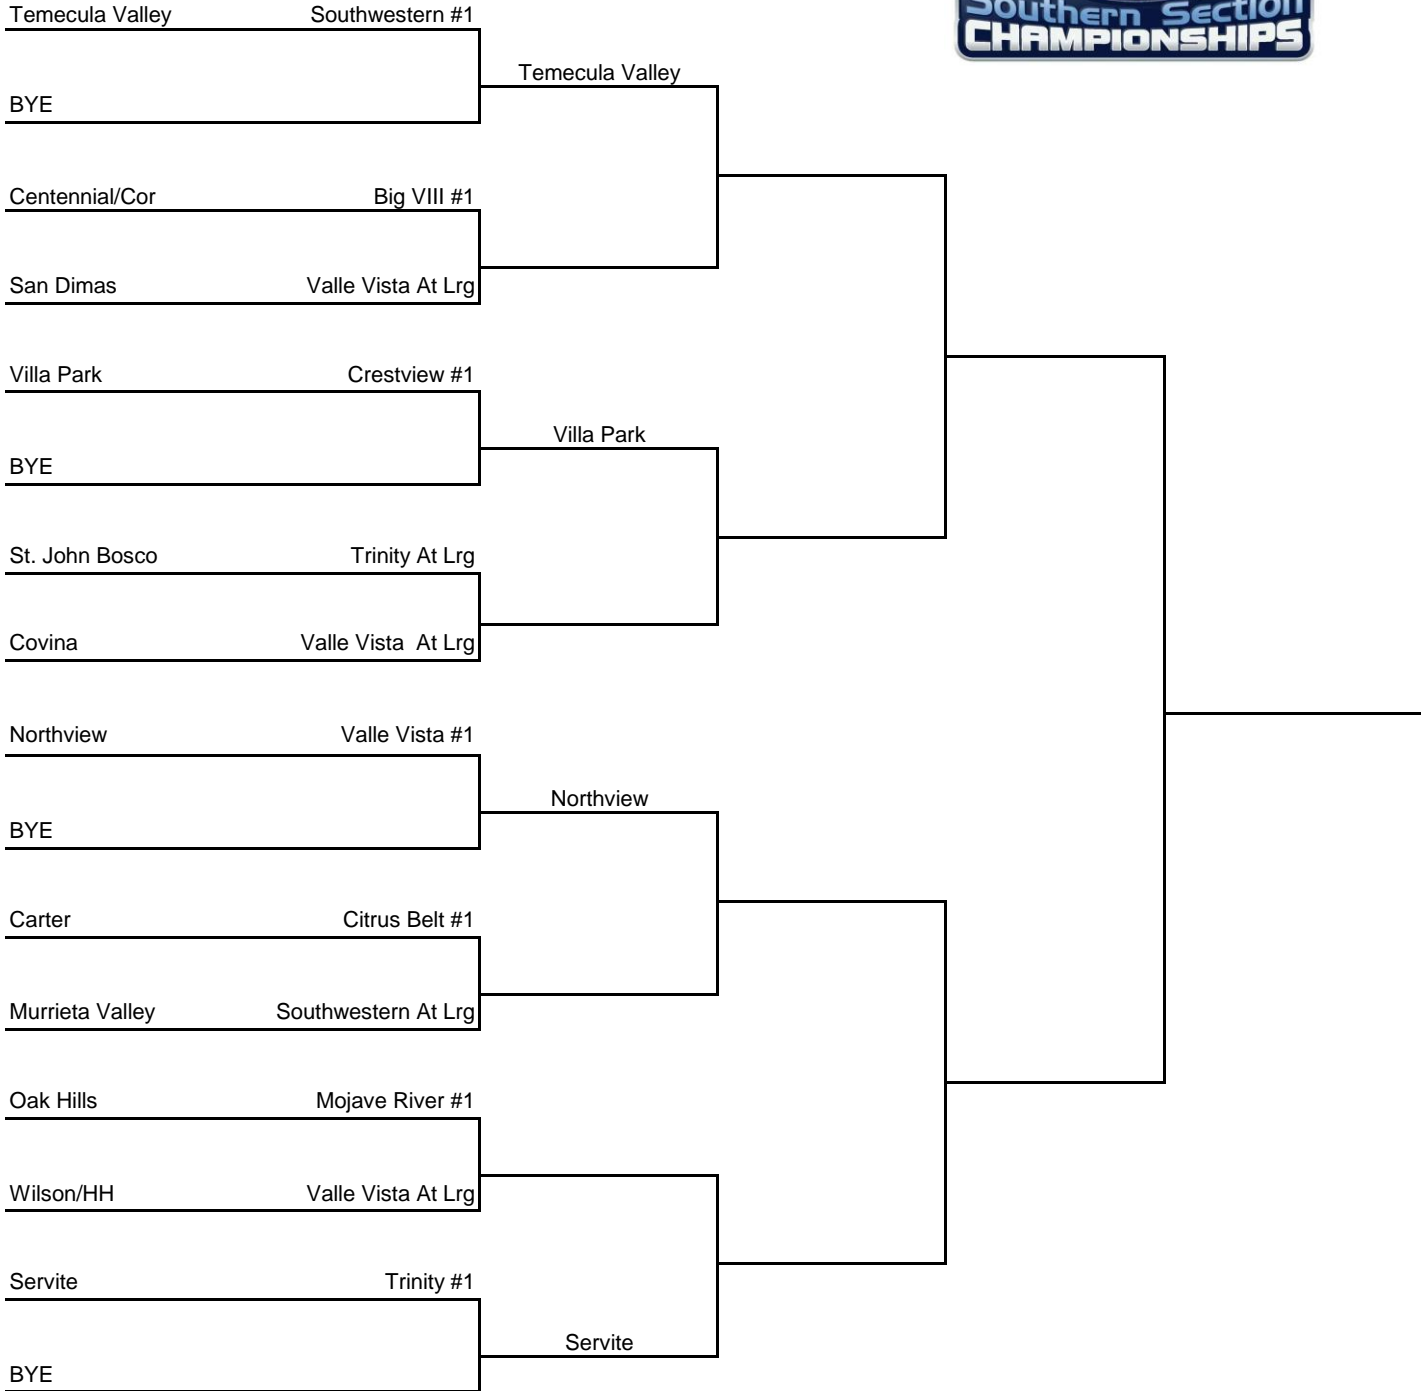 Southern Section
CHAMPIONSHIPS
Temecula Valley Southwestern #1
Temecula Valley
BYE
Centennial/Cor Big VIII #1
San Dimas Valle Vista At Lrg
Villa Park Crestview #1
Villa Park
BYE
St. John Bosco Trinity At Lrg
Covina Valle Vista  At Lrg
Northview Valle Vista #1
Northview
BYE
Carter Citrus Belt #1
Murrieta Valley Southwestern At Lrg
Oak Hills Mojave River #1
Wilson/HH Valle Vista At Lrg
Servite Trinity #1
Servite
BYE